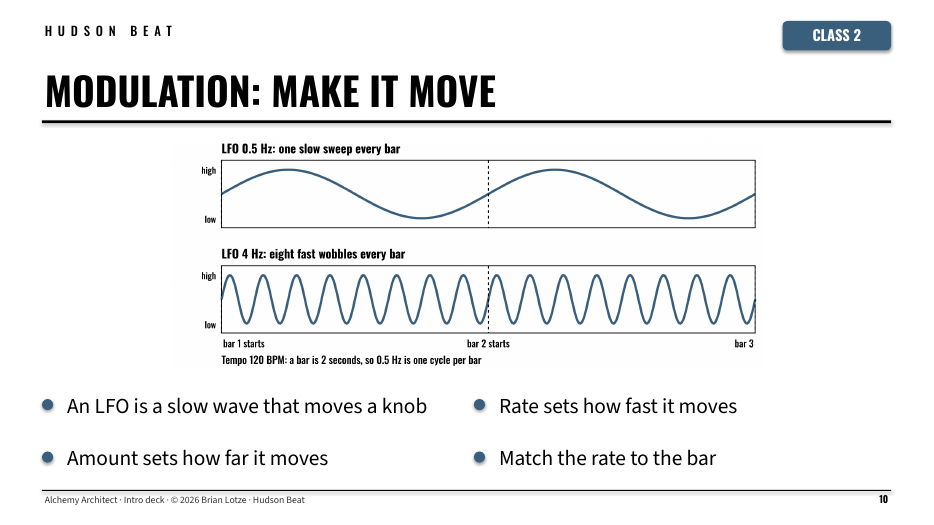 HUDSON BEAT
CLASS 2
MODULATION: MAKE IT MOVE
LFO 0.5 Hz: one slow sweep every bar
high
low
LFO 4 Hz: eight fast wobbles every bar
high
low
bar 1 starts
bar 2 starts
bar 3
Tempo 120 BPM: a bar is 2 seconds, so 0.5 Hz is one cycle per bar
An LFO is a slow wave that moves a knob
Rate sets how fast it moves
Amount sets how far it moves
Match the rate to the bar
Alchemy Architect · Intro deck · © 2026 Brian Lotze · Hudson Beat
10